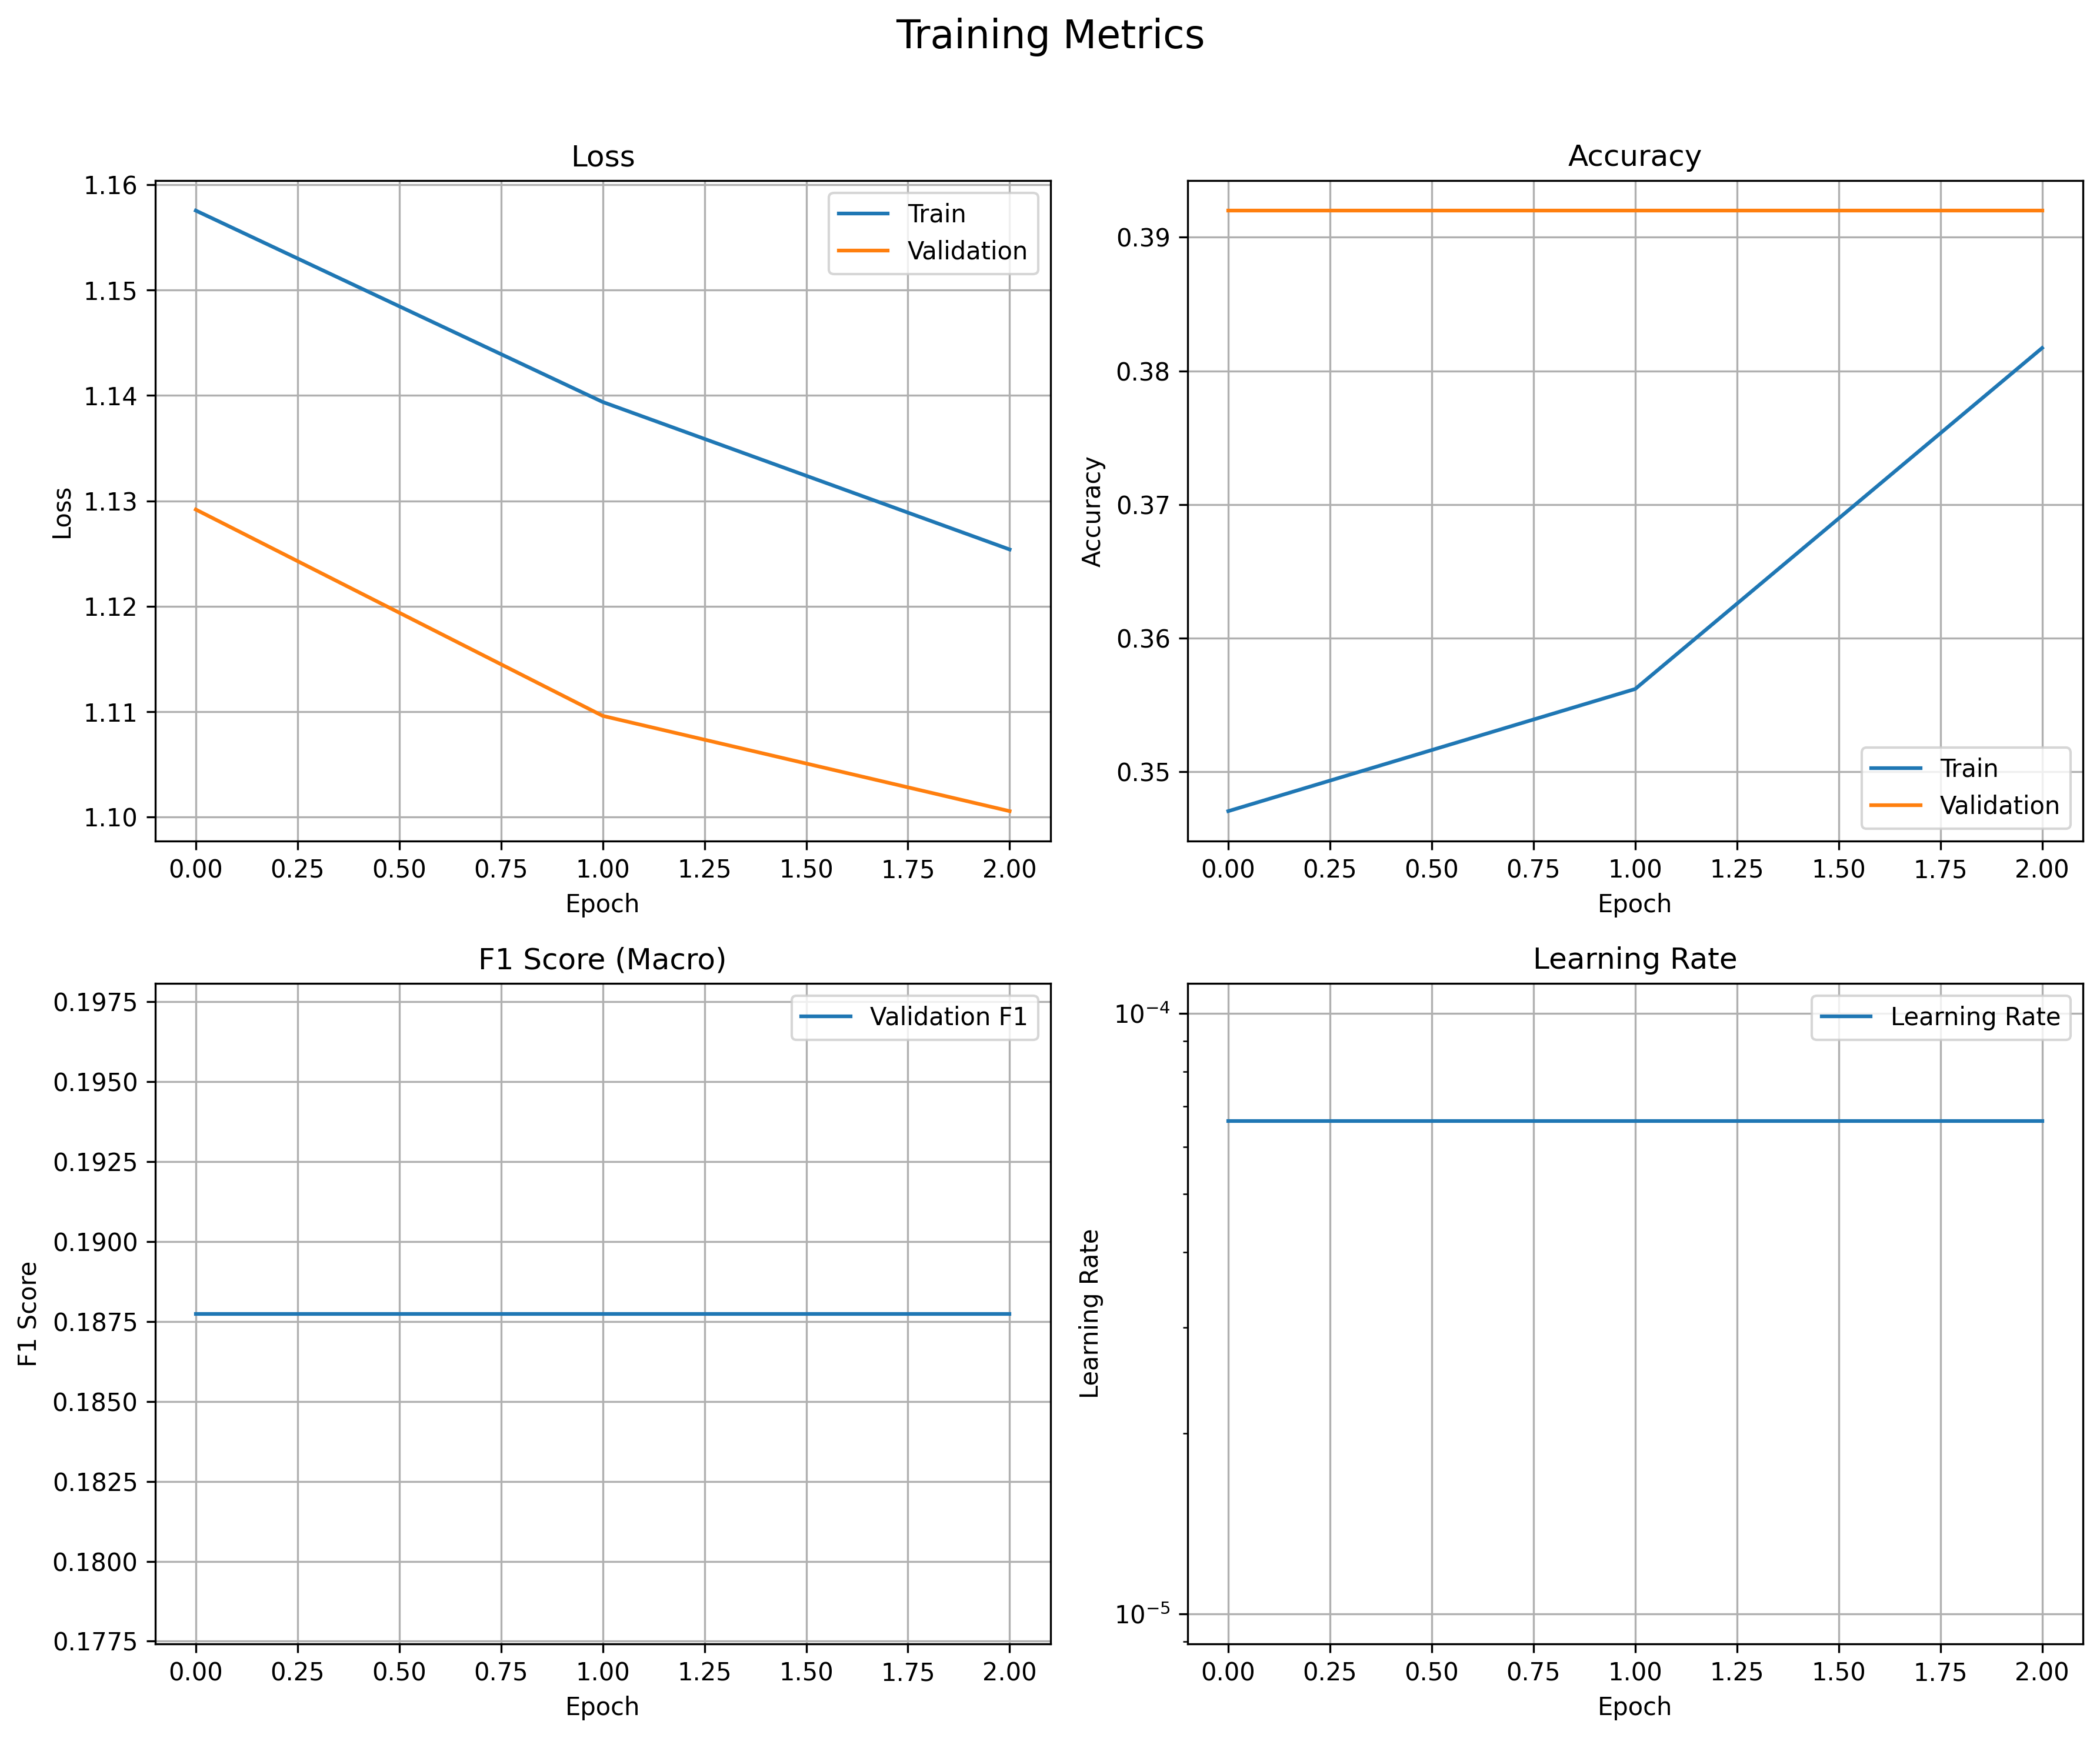 Training Metrics
Loss
1.16
1.15
1.14
1.13
1.12
1.11
1.10
Loss
Train
Validation
0.00 0.25 0.50 0.75 1.00 1.25 1.50 1.75 2.00
Epoch
Accuracy
0.39
0.38
0.37
0.36
0.35
Accuracy
Train
Validation
0.00 0.25 0.50 0.75 1.00 1.25 1.50 1.75 2.00
Epoch
F1 Score (Macro)
0.1975
0.1950
0.1925
0.1900
0.1875
0.1850
0.1825
0.1800
0.1775
F1 Score
Validation F1
0.00 0.25 0.50 0.75 1.00 1.25 1.50 1.75 2.00
Epoch
Learning Rate
10⁻⁴
10⁻⁵
Learning Rate
Learning Rate
0.00 0.25 0.50 0.75 1.00 1.25 1.50 1.75 2.00
Epoch